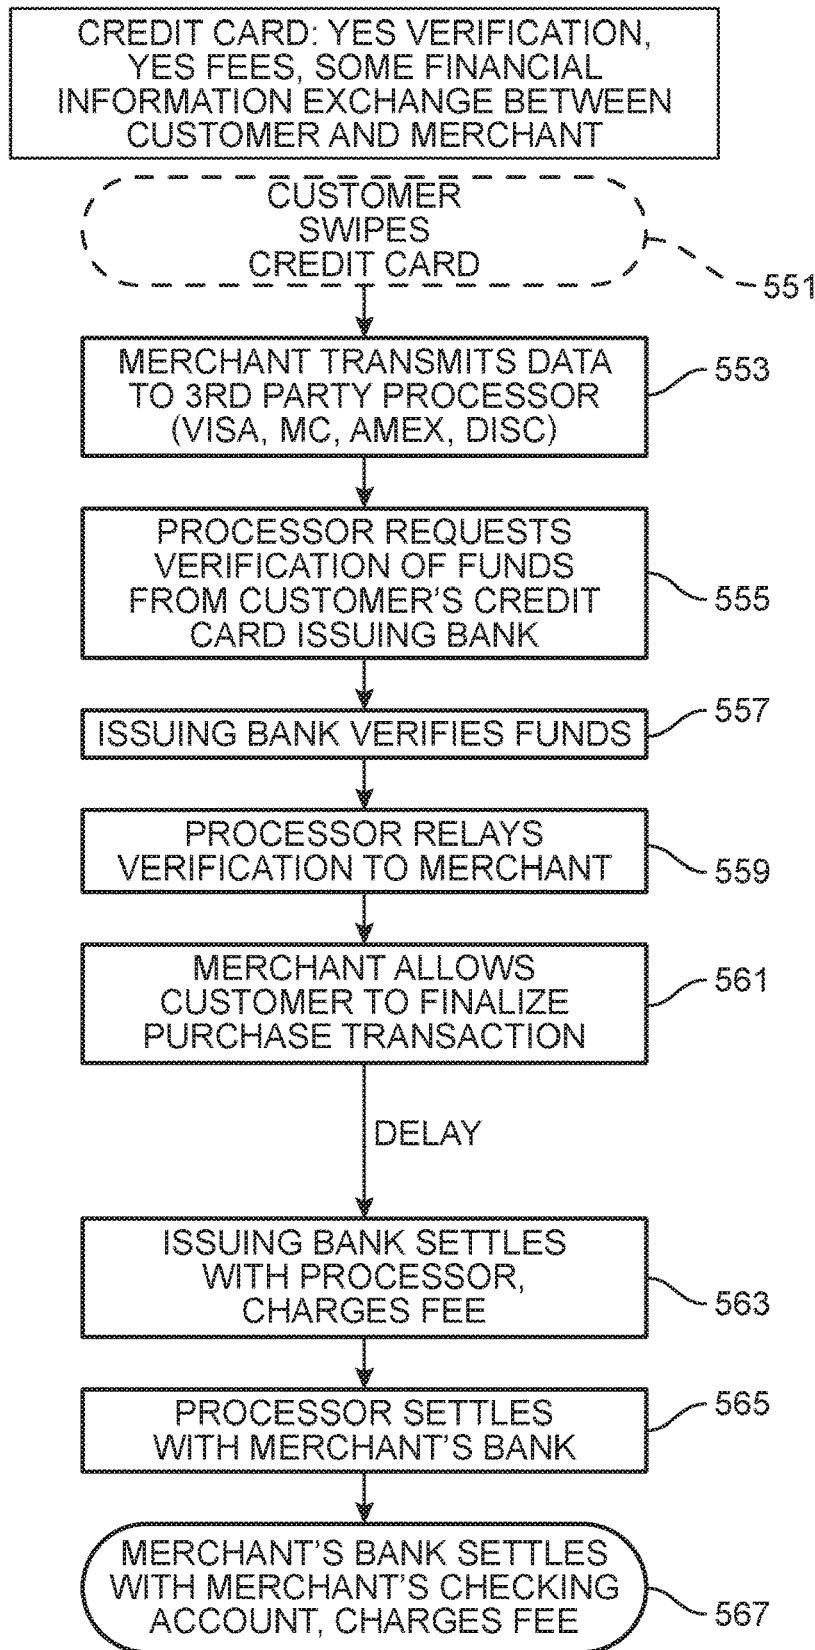 CREDIT CARD: YES VERIFICATION,
YES FEES, SOME FINANCIAL
INFORMATION EXCHANGE BETWEEN
CUSTOMER AND MERCHANT
CUSTOMER
SWIPES
CREDIT CARD
551
MERCHANT TRANSMITS DATA
TO 3RD PARTY PROCESSOR
(VISA, MC, AMEX, DISC)
553
PROCESSOR REQUESTS
VERIFICATION OF FUNDS
FROM CUSTOMER'S CREDIT
CARD ISSUING BANK
555
ISSUING BANK VERIFIES FUNDS
557
PROCESSOR RELAYS
VERIFICATION TO MERCHANT
559
MERCHANT ALLOWS
CUSTOMER TO FINALIZE
PURCHASE TRANSACTION
561
DELAY
ISSUING BANK SETTLES
WITH PROCESSOR,
CHARGES FEE
563
PROCESSOR SETTLES
WITH MERCHANT'S BANK
565
MERCHANT'S BANK SETTLES
WITH MERCHANT'S CHECKING
ACCOUNT, CHARGES FEE
567